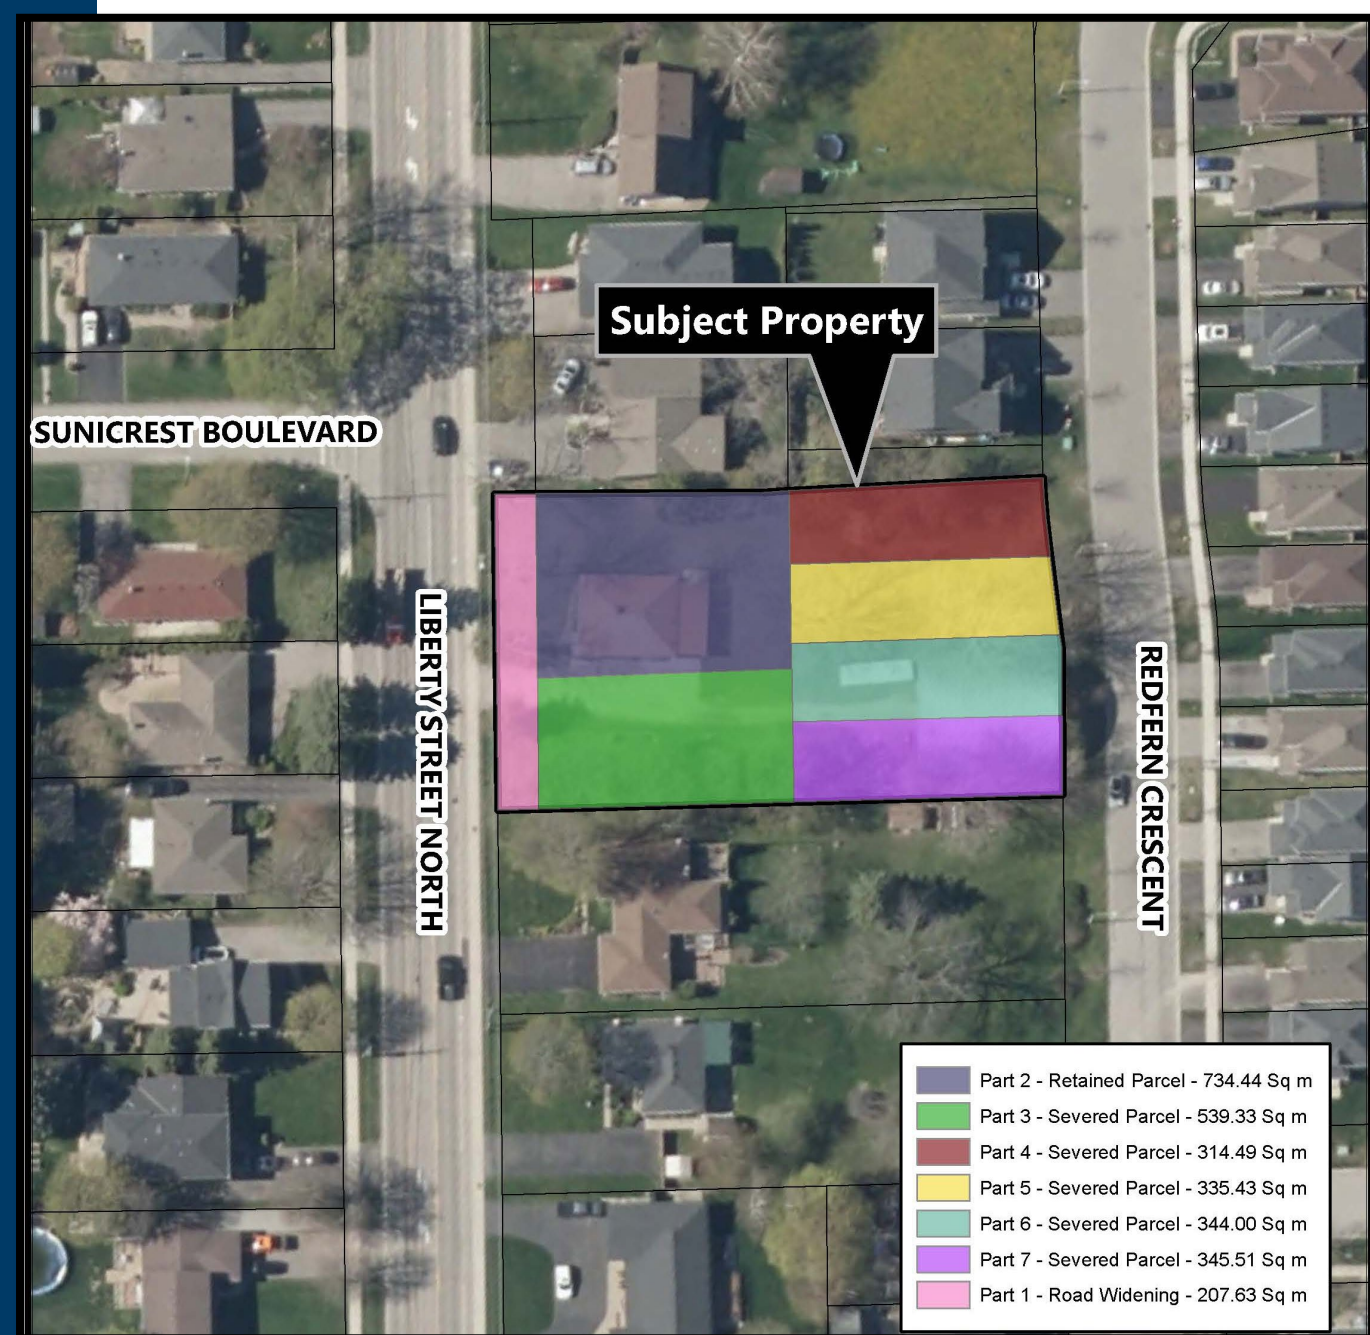 Subject Property
SUNICREST BOULEVARD
LIBERTY STREET NORTH
REDFERN CRESCENT
Part 2 - Retained Parcel - 734.44 Sq m
Part 3 - Severed Parcel - 539.33 Sq m
Part 4 - Severed Parcel - 314.49 Sq m
Part 5 - Severed Parcel - 335.43 Sq m
Part 6 - Severed Parcel - 344.00 Sq m
Part 7 - Severed Parcel - 345.51 Sq m
Part 1 - Road Widening - 207.63 Sq m